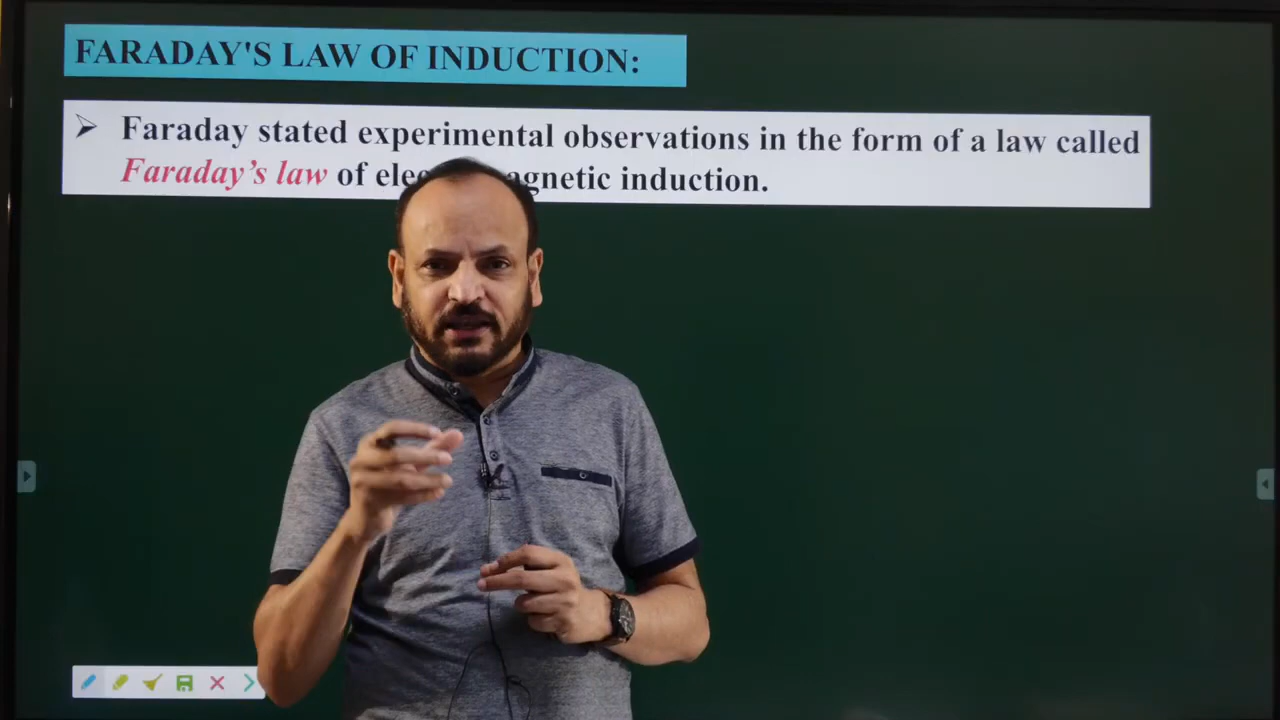 FARADAY'S LAW OF INDUCTION:
➢ Faraday stated experimental observations in the form of a law called
Faraday’s law of induction.